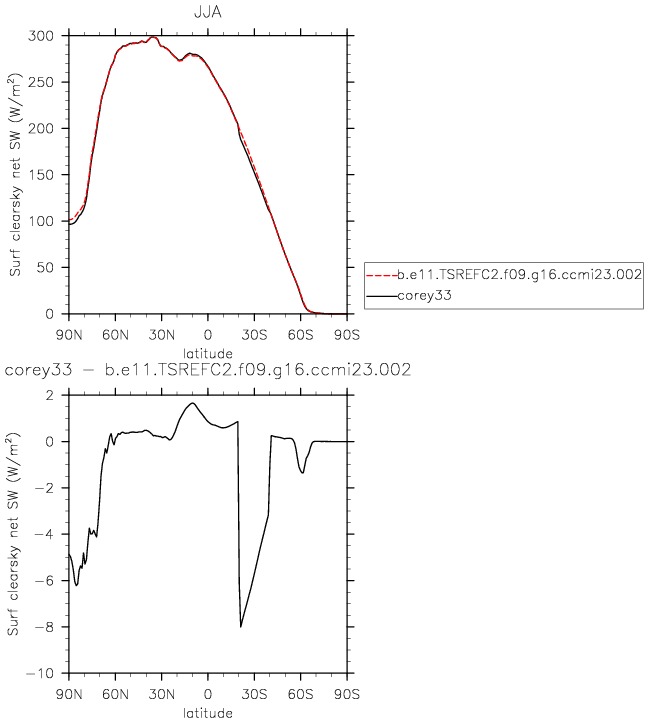 JJA
300
250
200
150
100
50
0
Surf clearsky net SW (W/m²)
90N 60N 30N 0 30S 60S 90S
latitude
b.e11.TSREFC2.f09.g16.ccmi23.002
corey33
corey33 − b.e11.TSREFC2.f09.g16.ccmi23.002
2
0
−2
−4
−6
−8
−10
Surf clearsky net SW (W/m²)
90N 60N 30N 0 30S 60S 90S
latitude